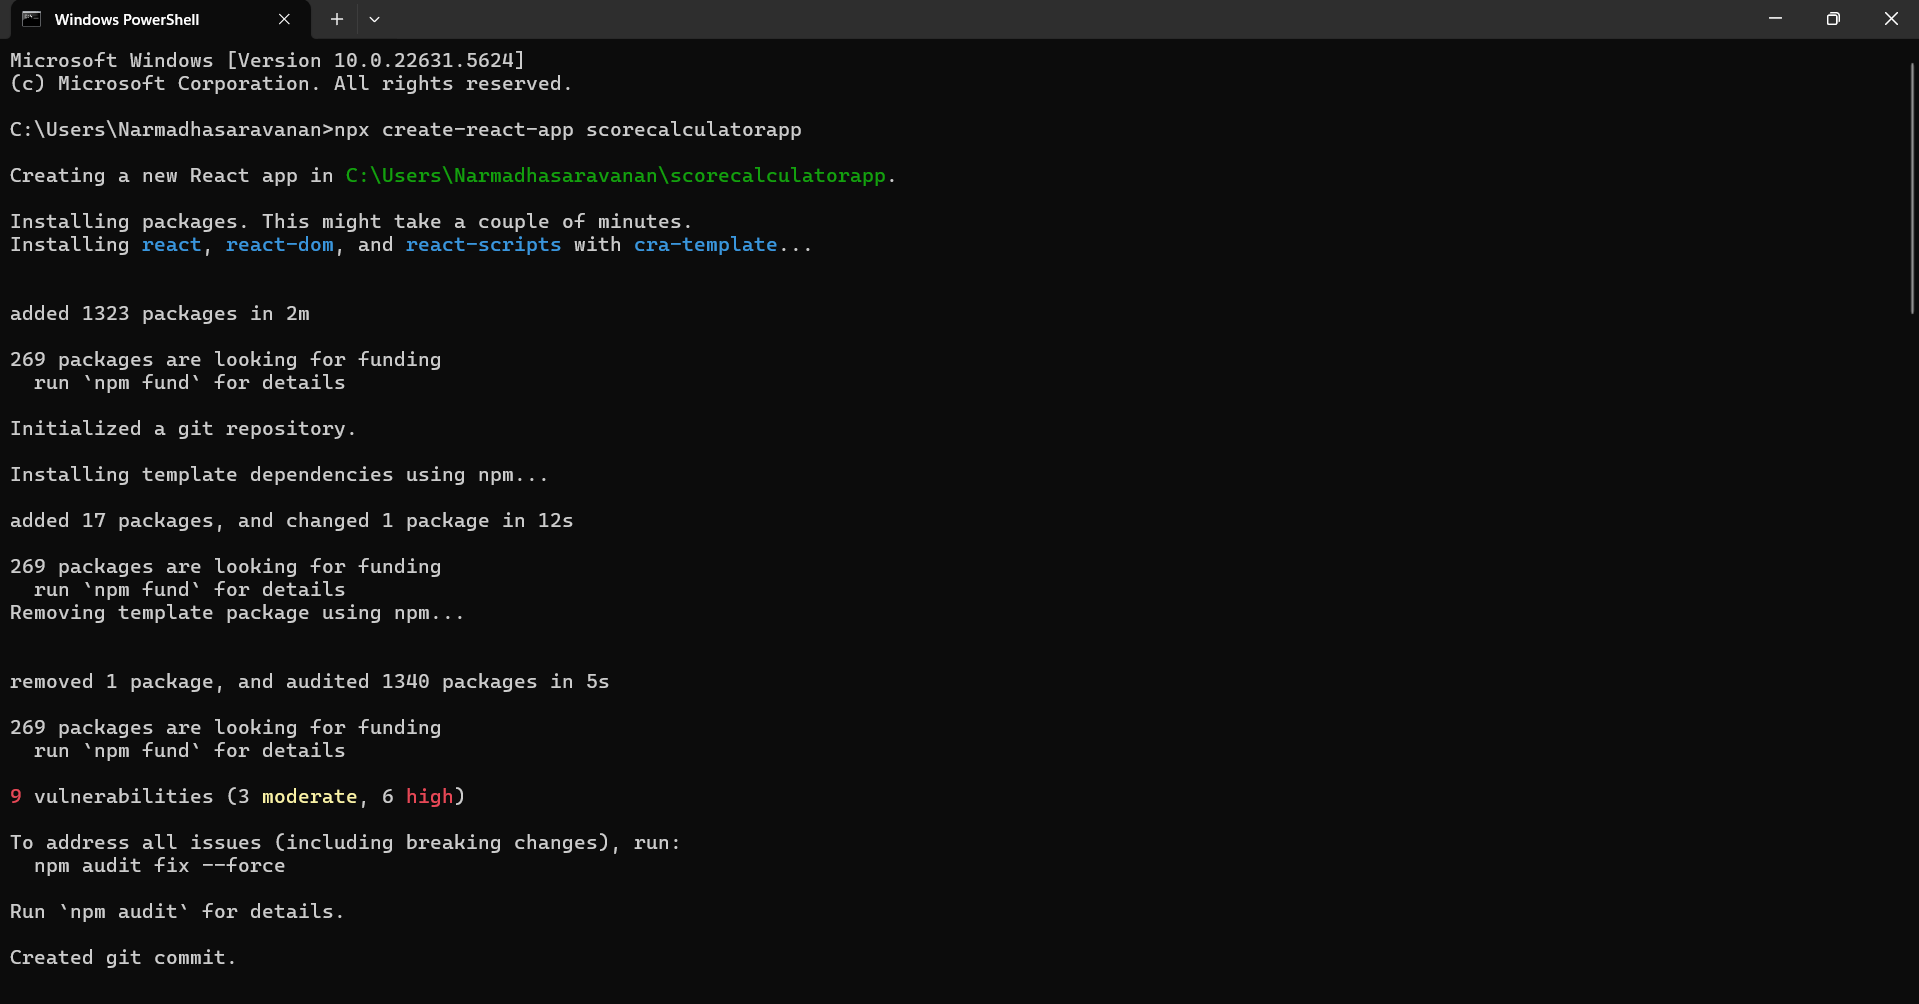 Windows PowerShell
Microsoft Windows [Version 10.0.22631.5624]
(c) Microsoft Corporation. All rights reserved.
C:\Users\Narmadhasaravanan>npx create-react-app scorecalculatorapp
Creating a new React app in C:\Users\Narmadhasaravanan\scorecalculatorapp.
Installing packages. This might take a couple of minutes.
Installing react, react-dom, and react-scripts with cra-template...
added 1323 packages in 2m
269 packages are looking for funding
  run `npm fund` for details
Initialized a git repository.
Installing template dependencies using npm...
added 17 packages, and changed 1 package in 12s
269 packages are looking for funding
  run `npm fund` for details
Removing template package using npm...
removed 1 package, and audited 1340 packages in 5s
269 packages are looking for funding
  run `npm fund` for details
9 vulnerabilities (3 moderate, 6 high)
To address all issues (including breaking changes), run:
  npm audit fix --force
Run `npm audit` for details.
Created git commit.